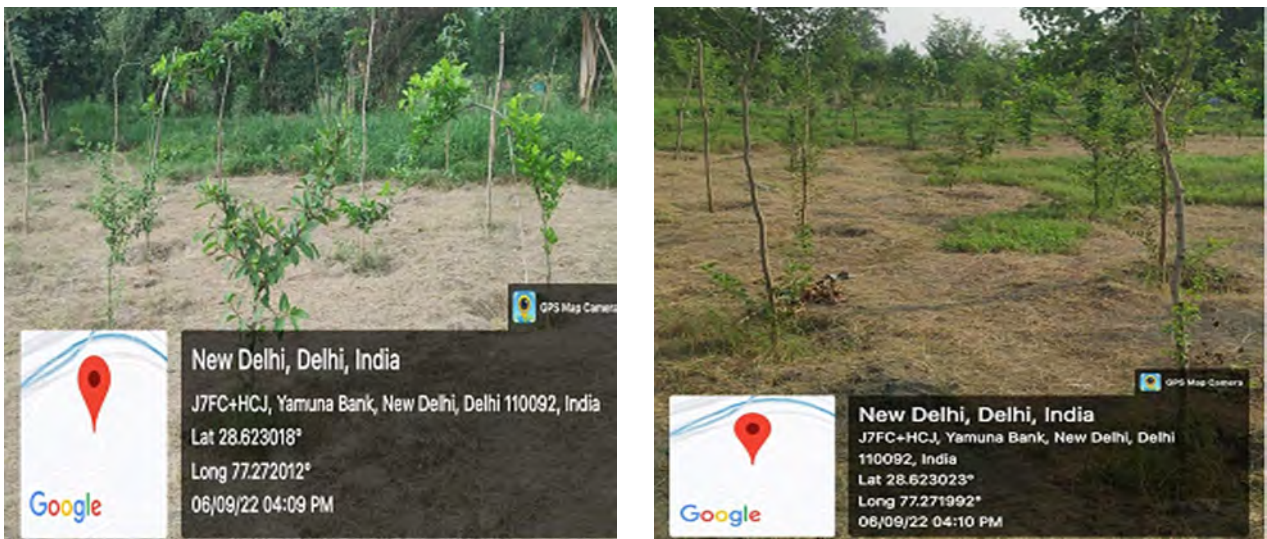 GPS Map Camera
New Delhi, Delhi, India
J7FC+HCJ, Yamuna Bank, New Delhi, Delhi 110092, India
Lat 28.623018°
Long 77.272012°
06/09/22 04:09 PM
Google
GPS Map Camera
New Delhi, Delhi, India
J7FC+HCJ, Yamuna Bank, New Delhi, Delhi
110092, India
Lat 28.623023°
Long 77.271992°
06/09/22 04:10 PM
Google